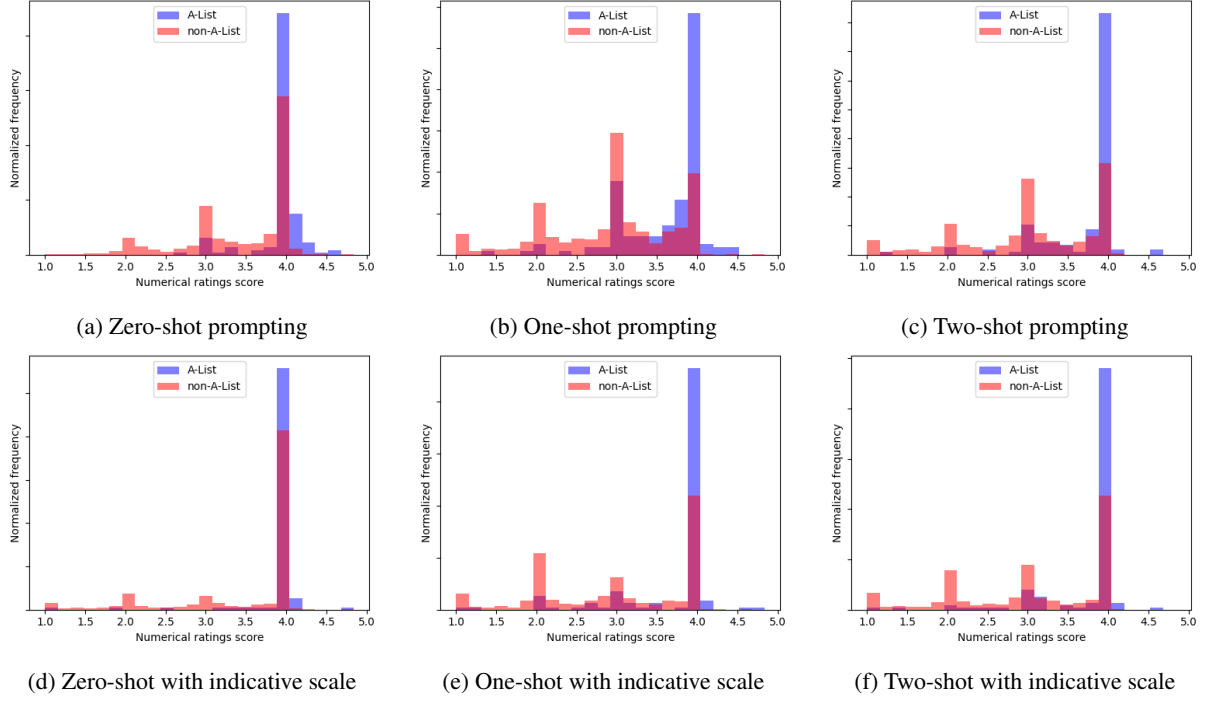 A-List
non-A-List
Normalized frequency
1.0 1.5 2.0 2.5 3.0 3.5 4.0 4.5 5.0
Numerical ratings score
(a) Zero-shot prompting
A-List
non-A-List
Normalized frequency
1.0 1.5 2.0 2.5 3.0 3.5 4.0 4.5 5.0
Numerical ratings score
(b) One-shot prompting
A-List
non-A-List
Normalized frequency
1.0 1.5 2.0 2.5 3.0 3.5 4.0 4.5 5.0
Numerical ratings score
(c) Two-shot prompting
A-List
non-A-List
Normalized frequency
1.0 1.5 2.0 2.5 3.0 3.5 4.0 4.5 5.0
Numerical ratings score
(d) Zero-shot with indicative scale
A-List
non-A-List
Normalized frequency
1.0 1.5 2.0 2.5 3.0 3.5 4.0 4.5 5.0
Numerical ratings score
(e) One-shot with indicative scale
A-List
non-A-List
Normalized frequency
1.0 1.5 2.0 2.5 3.0 3.5 4.0 4.5 5.0
Numerical ratings score
(f) Two-shot with indicative scale